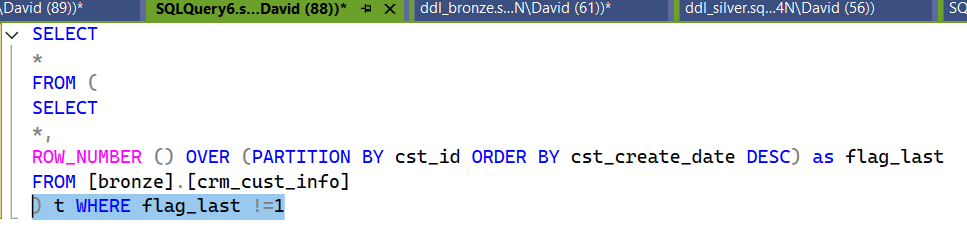 \David (89))*
SQLQuery6.s...David (88))*
ddl_bronze.s...N\David (61))*
ddl_silver.sq...4N\David (56))
SQ
SELECT
*
FROM (
SELECT
*,
ROW_NUMBER () OVER (PARTITION BY cst_id ORDER BY cst_create_date DESC) as flag_last
FROM [bronze].[crm_cust_info]
) t WHERE flag_last !=1